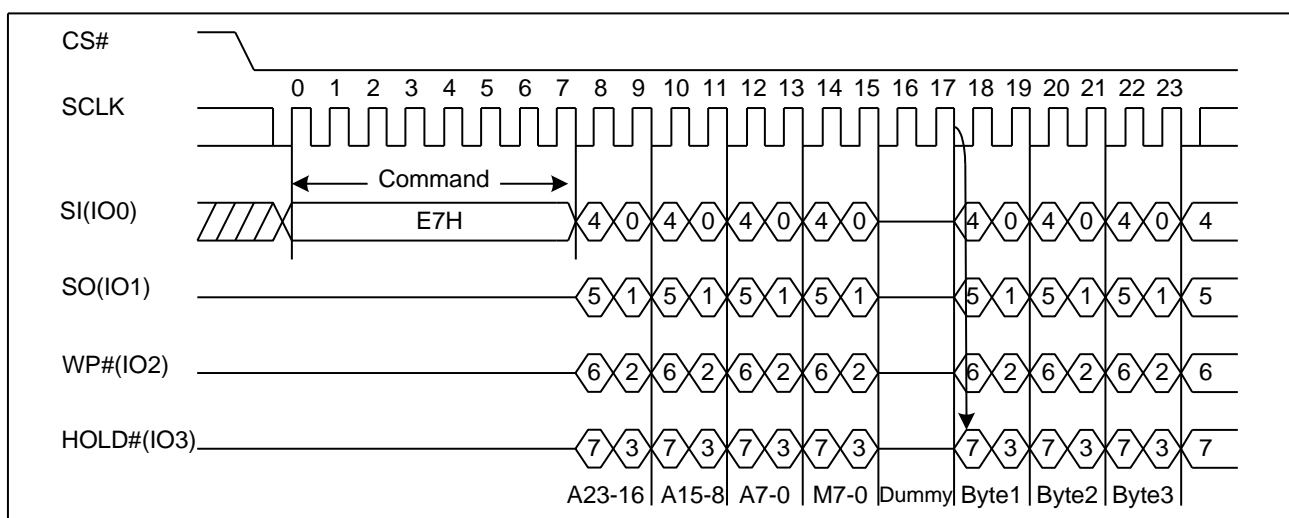 CS#
0 1 2 3 4 5 6 7 8 9 10 11 12 13 14 15 16 17 18 19 20 21 22 23
SCLK
Command
SI(IO0)
E7H 4 0 4 0 4 0 4 0 4 0 4 0 4 0 4
SO(IO1)
5 1 5 1 5 1 5 1 5 1 5 1 5 1 5
WP#(IO2)
6 2 6 2 6 2 6 2 6 2 6 2 6 2 6
HOLD#(IO3)
7 3 7 3 7 3 7 3 7 3 7 3 7 3 7
A23-16 A15-8 A7-0 M7-0 Dummy Byte1 Byte2 Byte3